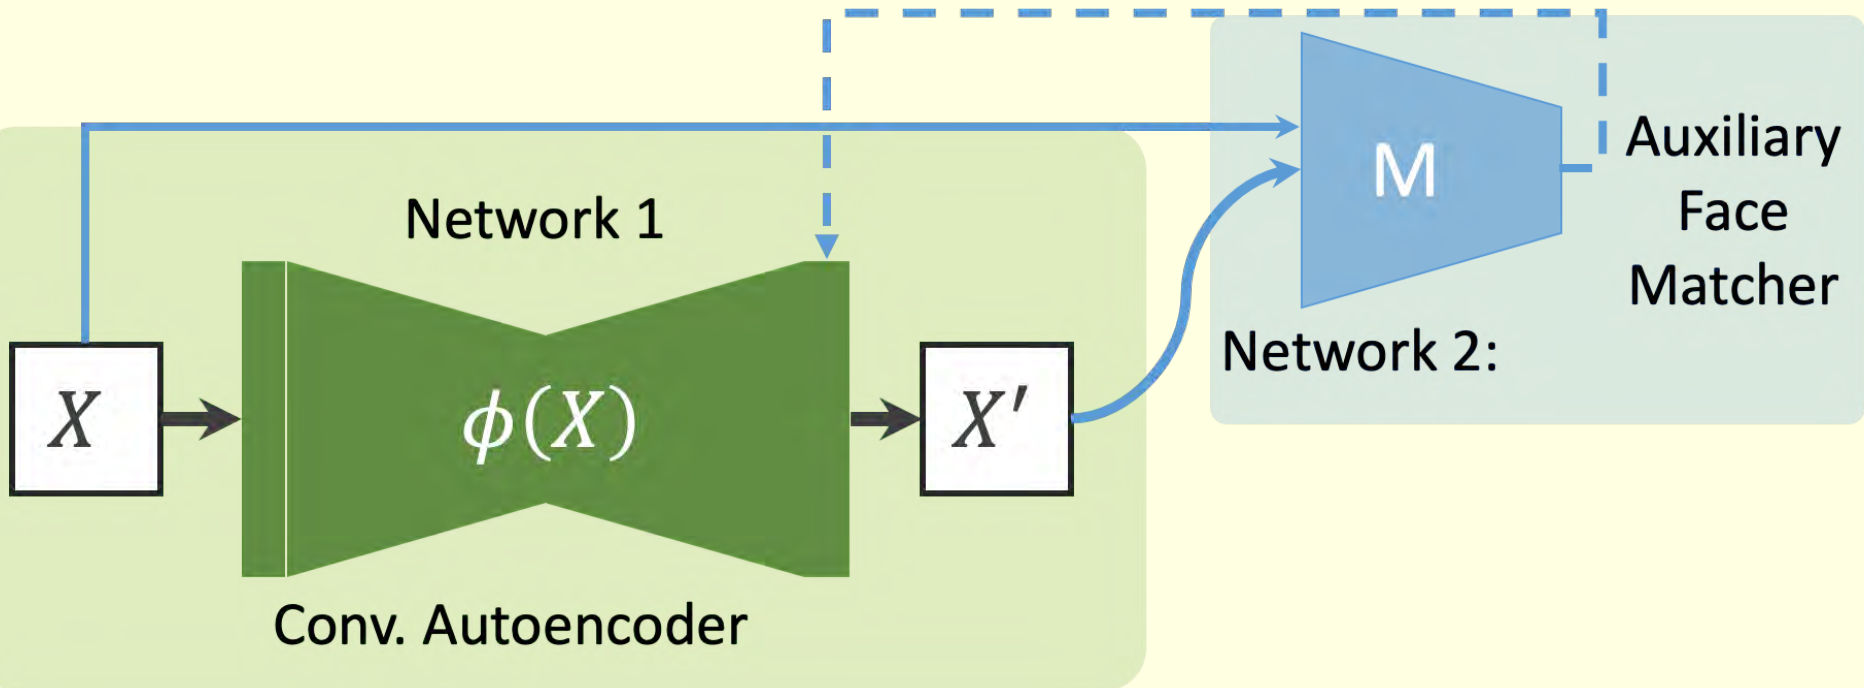 Network 1
X
ϕ(X)
X′
Conv. Autoencoder
M
Auxiliary
Face
Matcher
Network 2: